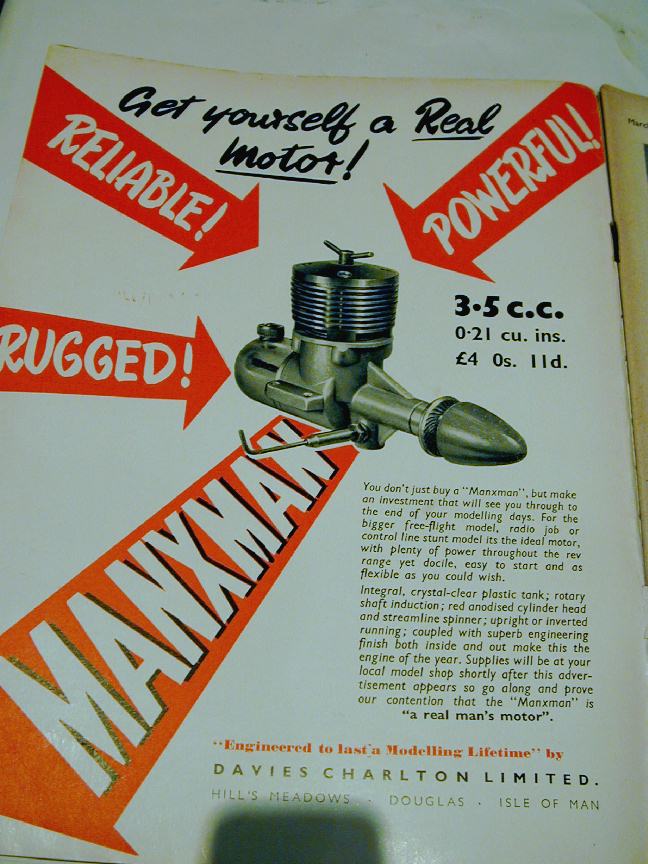 Get yourself a Real
Motor!
RELIABLE!
POWERFUL!
RUGGED!
3·5 c.c.
0·21 cu. ins.
£4 0s. 11d.
MANXMAN
You don't just buy a "Manxman", but make
an investment that will see you through to
the end of your modelling days. For the
bigger free-flight model, radio job or
control line stunt model its the ideal motor,
with plenty of power throughout the rev
range yet docile, easy to start and as
flexible as you could wish.
Integral, crystal-clear plastic tank; rotary
shaft induction; red anodised cylinder head
and streamline spinner; upright or inverted
running; coupled with superb engineering
finish both inside and out make this the
engine of the year. Supplies will be at your
local model shop shortly after this adver-
tisement appears so go along and prove
our contention that the "Manxman" is
"a real man's motor".
"Engineered to last a Modelling Lifetime" by
DAVIES CHARLTON LIMITED.
HILL'S MEADOWS . DOUGLAS . ISLE OF MAN